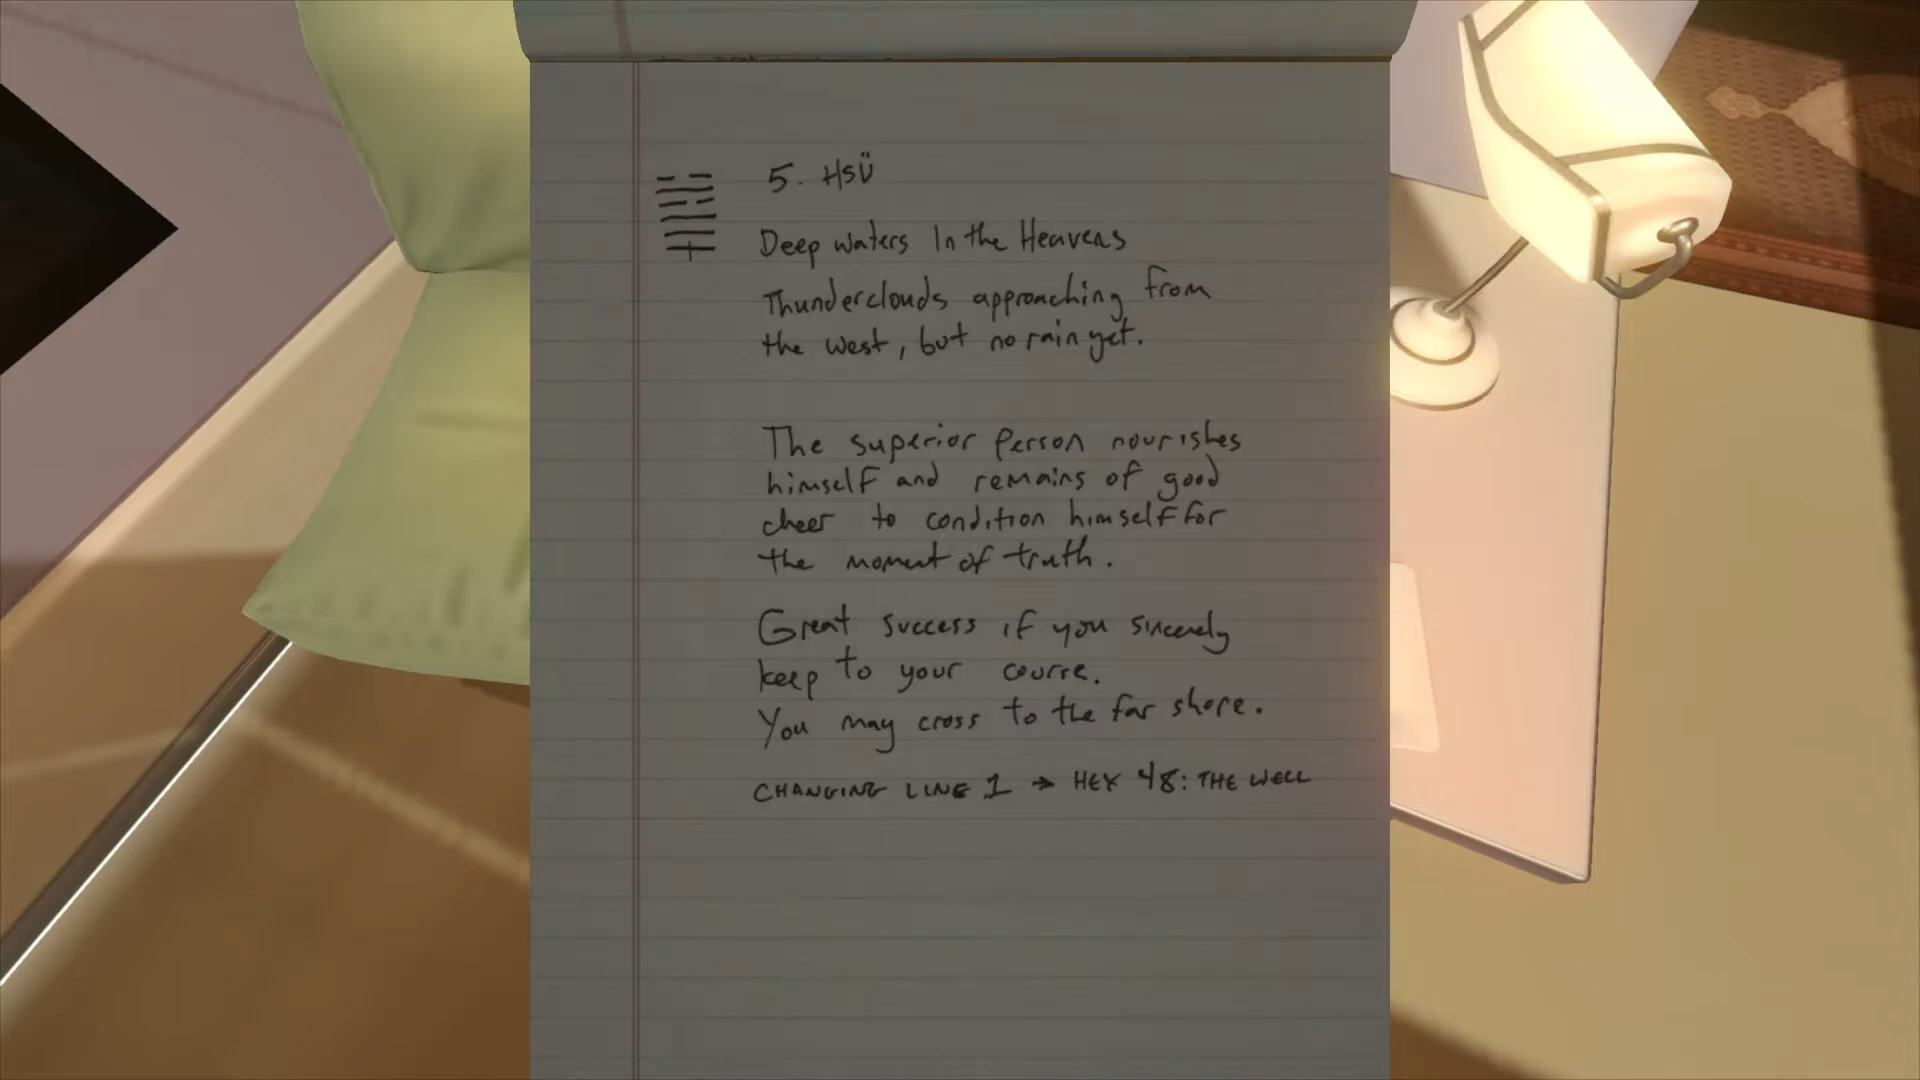 5. HSÜ
Deep Waters In the Heavens
Thunderclouds approaching from
the west, but no rain yet.
The superior person nourishes
himself and remains of good
cheer to condition himself for
the moment of truth.
Great success if you sincerely
keep to your course.
You may cross to the far shore.
CHANGING LINE 1 → HEX 48: THE WELL